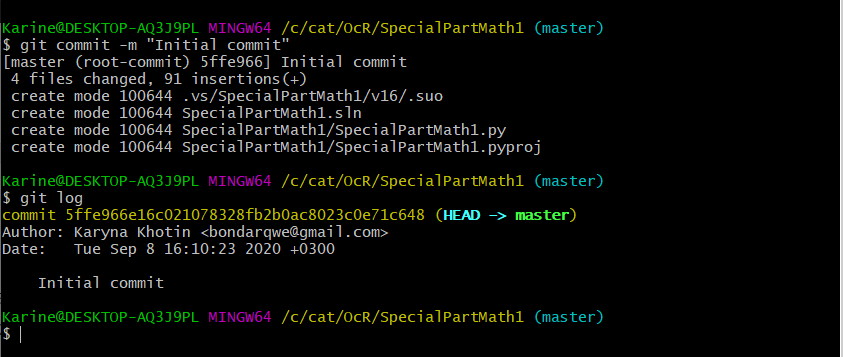 Karine@DESKTOP-AQ3J9PL MINGW64 /c/cat/OcR/SpecialPartMath1 (master)
$ git commit -m "Initial commit"
[master (root-commit) 5ffe966] Initial commit
 4 files changed, 91 insertions(+)
 create mode 100644 .vs/SpecialPartMath1/v16/.suo
 create mode 100644 SpecialPartMath1.sln
 create mode 100644 SpecialPartMath1/SpecialPartMath1.py
 create mode 100644 SpecialPartMath1/SpecialPartMath1.pyproj
Karine@DESKTOP-AQ3J9PL MINGW64 /c/cat/OcR/SpecialPartMath1 (master)
$ git log
commit 5ffe966e16c021078328fb2b0ac8023c0e71c648 (HEAD -> master)
Author: Karyna Khotin <bondarqwe@gmail.com>
Date:   Tue Sep 8 16:10:23 2020 +0300
    Initial commit
Karine@DESKTOP-AQ3J9PL MINGW64 /c/cat/OcR/SpecialPartMath1 (master)
$